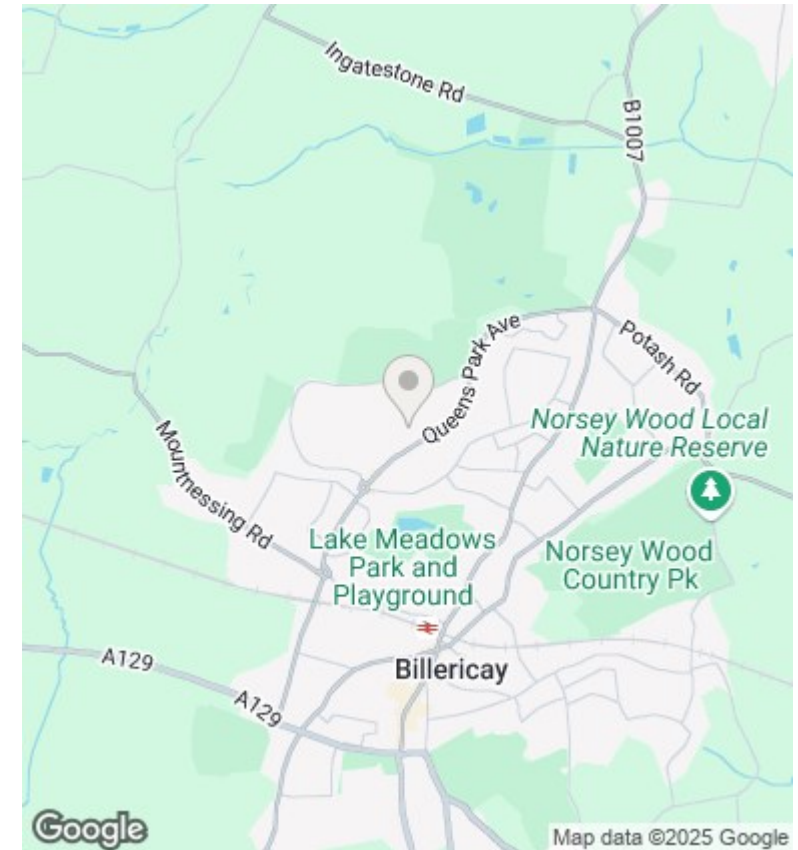 Ingatestone Rd
B1007
Queens Park Ave
Potash Rd
Norsey Wood Local
Nature Reserve
Mountnessing Rd
Lake Meadows
Park and
Playground
Norsey Wood
Country Pk
A129
Billericay
A129
Google
Map data ©2025 Google